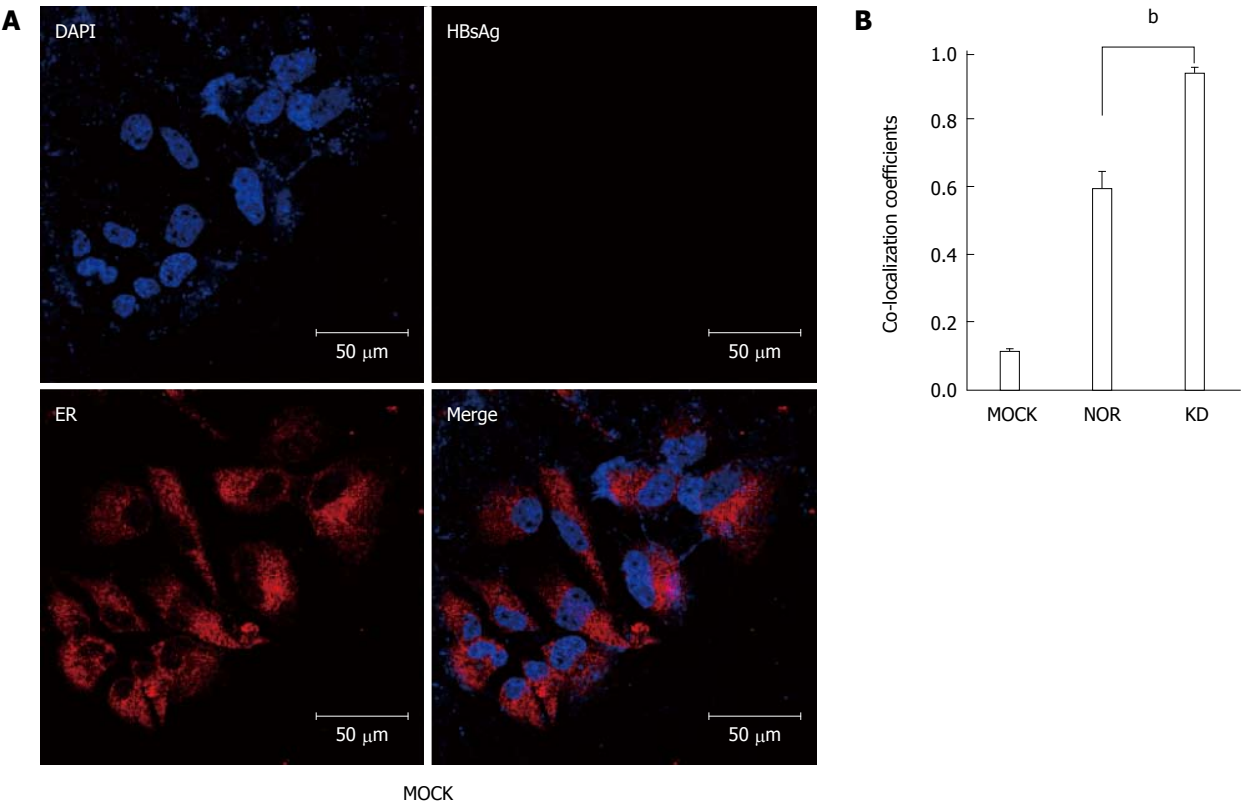 A
DAPI
HBsAg
50 μm
50 μm
ER
Merge
50 μm
50 μm
MOCK
B
b
Co-localization coefficients
1.0
0.8
0.6
0.4
0.2
0.0
MOCK NOR KD